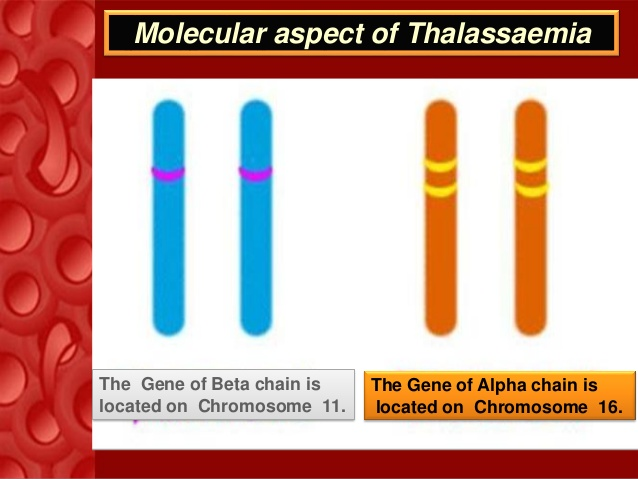 Molecular aspect of Thalassaemia
The Gene of Beta chain is
located on Chromosome 11.
The Gene of Alpha chain is
located on Chromosome 16.